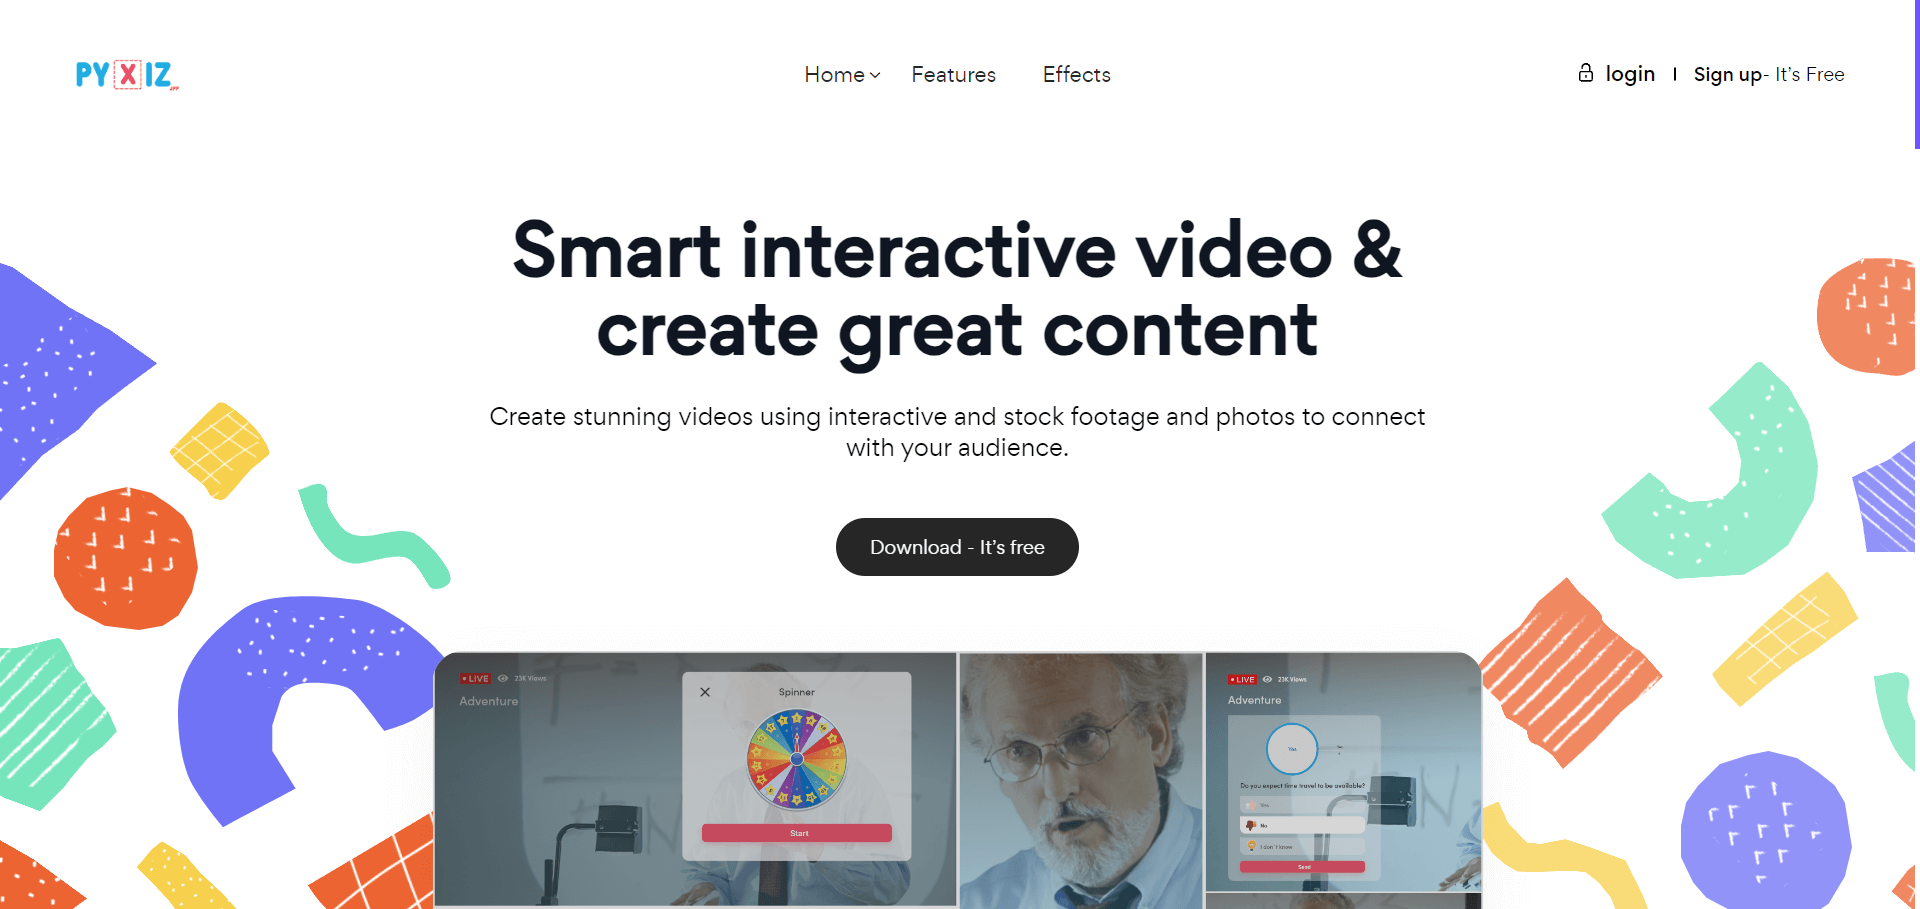 PYXIZ
APP
Home
Features
Effects
login
Sign up- It's Free
Smart interactive video &
create great content
Create stunning videos using interactive and stock footage and photos to connect
with your audience.
Download - It's free
LIVE 23K Views
Adventure
Spinner
Start
LIVE 23K Views
Adventure
Yes
Do you expect time travel to be available?
Yes
No
I don't know
Send